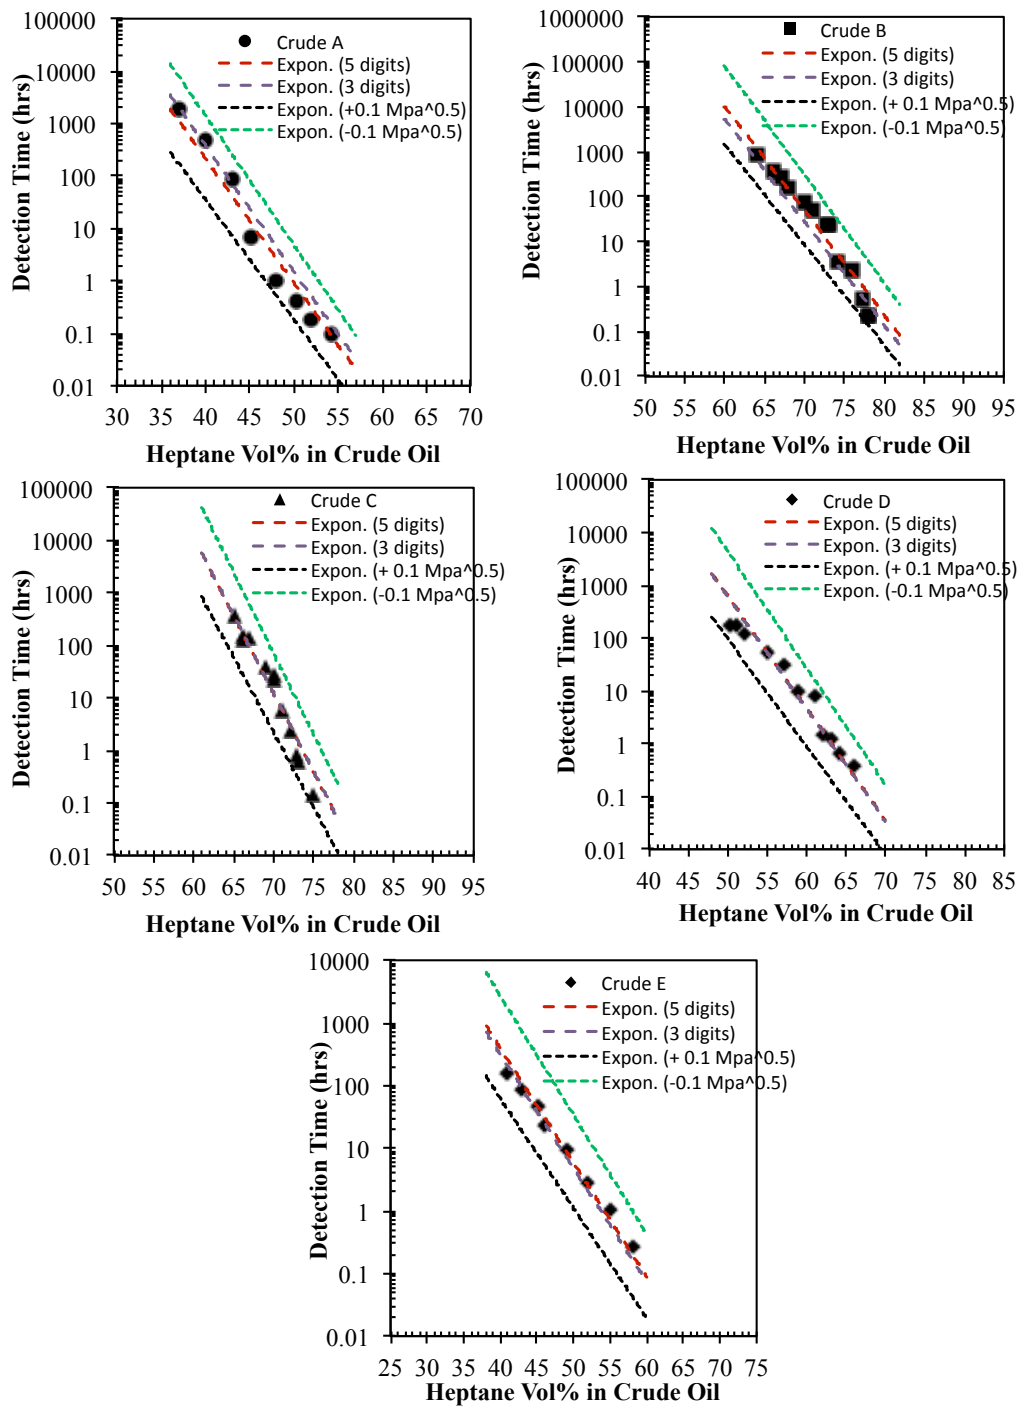 100000
10000
1000
100
10
1
0.1
0.01
Detection Time (hrs)
Crude A
Expon. (5 digits)
Expon. (3 digits)
Expon. (+0.1 Mpa^0.5)
Expon. (-0.1 Mpa^0.5)
30 35 40 45 50 55 60 65 70
Heptane Vol% in Crude Oil
1000000
100000
10000
1000
100
10
1
0.1
0.01
Detection Time (hrs)
Crude B
Expon. (5 digits)
Expon. (3 digits)
Expon. (+ 0.1 Mpa^0.5)
Expon. (-0.1 Mpa^0.5)
50 55 60 65 70 75 80 85 90 95
Heptane Vol% in Crude Oil
100000
10000
1000
100
10
1
0.1
0.01
Detection Time (hrs)
Crude C
Expon. (5 digits)
Expon. (3 digits)
Expon. (+ 0.1 Mpa^0.5)
Expon. (-0.1 Mpa^0.5)
50 55 60 65 70 75 80 85 90 95
Heptane Vol% in Crude Oil
100000
10000
1000
100
10
1
0.1
0.01
Detection Time (hrs)
Crude D
Expon. (5 digits)
Expon. (3 digits)
Expon. (+ 0.1 Mpa^0.5)
Expon. (-0.1 Mpa^0.5)
40 45 50 55 60 65 70 75 80 85
Heptane Vol% in Crude Oil
10000
1000
100
10
1
0.1
0.01
Detection Time (hrs)
Crude E
Expon. (5 digits)
Expon. (3 digits)
Expon. (+ 0.1 Mpa^0.5)
Expon. (-0.1 Mpa^0.5)
25 30 35 40 45 50 55 60 65 70 75
Heptane Vol% in Crude Oil